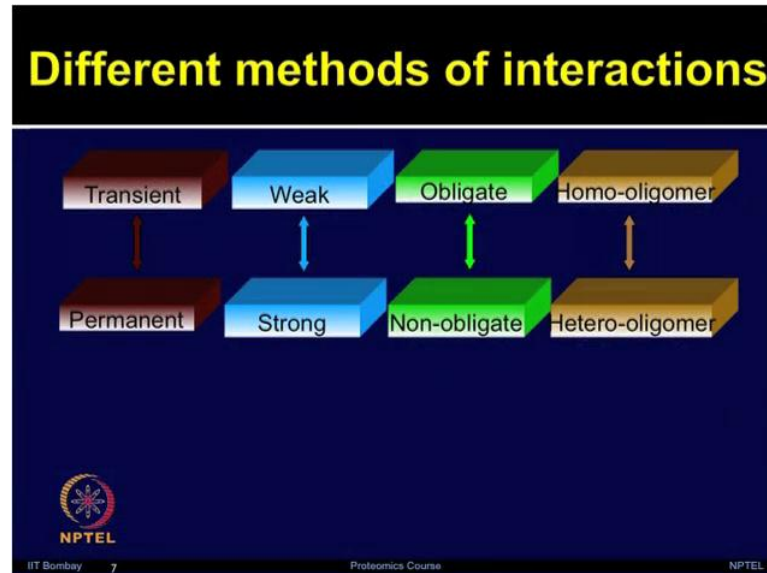 Different methods of interactions
Transient
Weak
Obligate
Homo-oligomer
Permanent
Strong
Non-obligate
Hetero-oligomer
NPTEL
IIT Bombay 7 Proteomics Course NPTEL